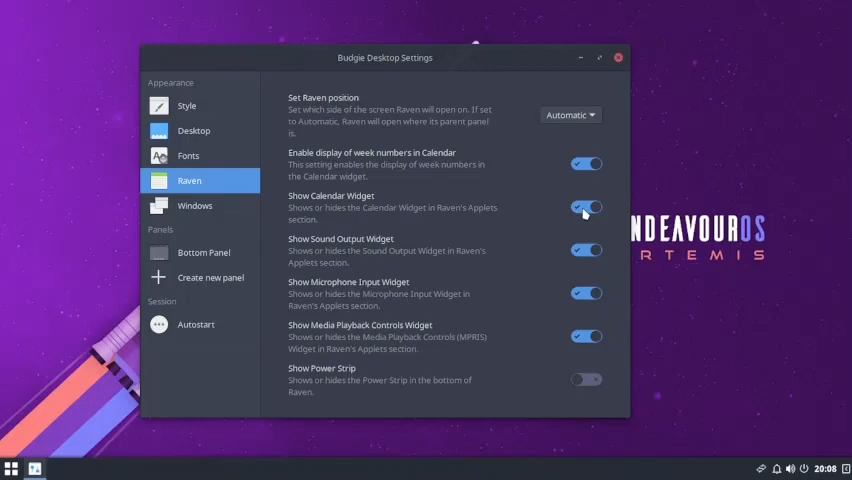 Budgie Desktop Settings
Appearance
Style
Desktop
Fonts
Raven
Windows
Panels
Bottom Panel
Create new panel
Session
Autostart
Set Raven position
Set which side of the screen Raven will open on. If set
to Automatic, Raven will open where its parent panel
is.
Automatic
Enable display of week numbers in Calendar
This setting enables the display of week numbers in
the Calendar widget.
Show Calendar Widget
Shows or hides the Calendar Widget in Raven's Applets
section.
Show Sound Output Widget
Shows or hides the Sound Output Widget in Raven's
Applets section.
Show Microphone Input Widget
Shows or hides the Microphone Input Widget in
Raven's Applets section.
Show Media Playback Controls Widget
Shows or hides the Media Playback Controls (MPRIS)
Widget in Raven's Applets section.
Show Power Strip
Shows or hides the Power Strip in the bottom of
Raven.
NDEAVOUROS
RTEMIS
20:08